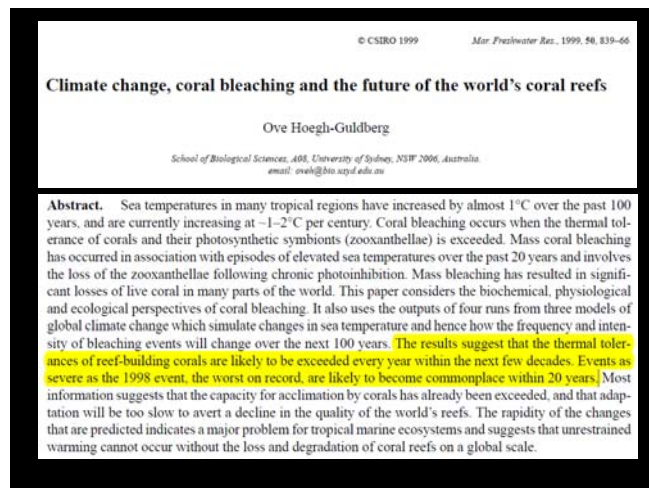 © CSIRO 1999 Mar. Freshwater Res., 1999, 50, 839–66
Climate change, coral bleaching and the future of the world's coral reefs
Ove Hoegh-Guldberg
School of Biological Sciences, A08, University of Sydney, NSW 2006, Australia.
email: oveh@bio.usyd.edu.au
Abstract. Sea temperatures in many tropical regions have increased by almost 1°C over the past 100
years, and are currently increasing at ~1–2°C per century. Coral bleaching occurs when the thermal tol-
erance of corals and their photosynthetic symbionts (zooxanthellae) is exceeded. Mass coral bleaching
has occurred in association with episodes of elevated sea temperatures over the past 20 years and involves
the loss of the zooxanthellae following chronic photoinhibition. Mass bleaching has resulted in signifi-
cant losses of live coral in many parts of the world. This paper considers the biochemical, physiological
and ecological perspectives of coral bleaching. It also uses the outputs of four runs from three models of
global climate change which simulate changes in sea temperature and hence how the frequency and inten-
sity of bleaching events will change over the next 100 years. The results suggest that the thermal toler-
ances of reef-building corals are likely to be exceeded every year within the next few decades. Events as
severe as the 1998 event, the worst on record, are likely to become commonplace within 20 years. Most
information suggests that the capacity for acclimation by corals has already been exceeded, and that adap-
tation will be too slow to avert a decline in the quality of the world's reefs. The rapidity of the changes
that are predicted indicates a major problem for tropical marine ecosystems and suggests that unrestrained
warming cannot occur without the loss and degradation of coral reefs on a global scale.